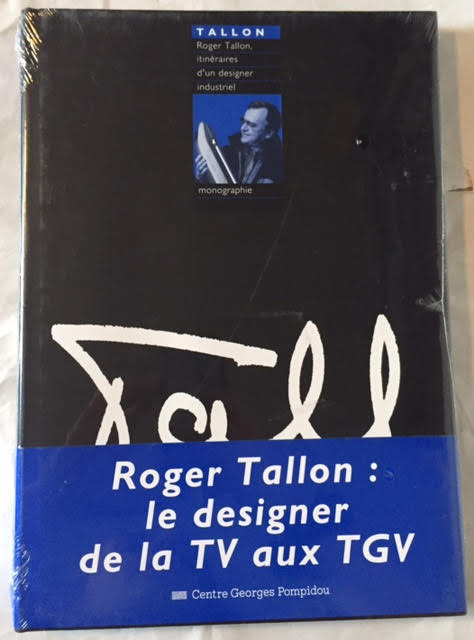 TALLON
Roger Tallon,
itinéraires
d'un designer
industriel
monographie
Tall
Roger Tallon :
le designer
de la TV aux TGV
Centre Georges Pompidou